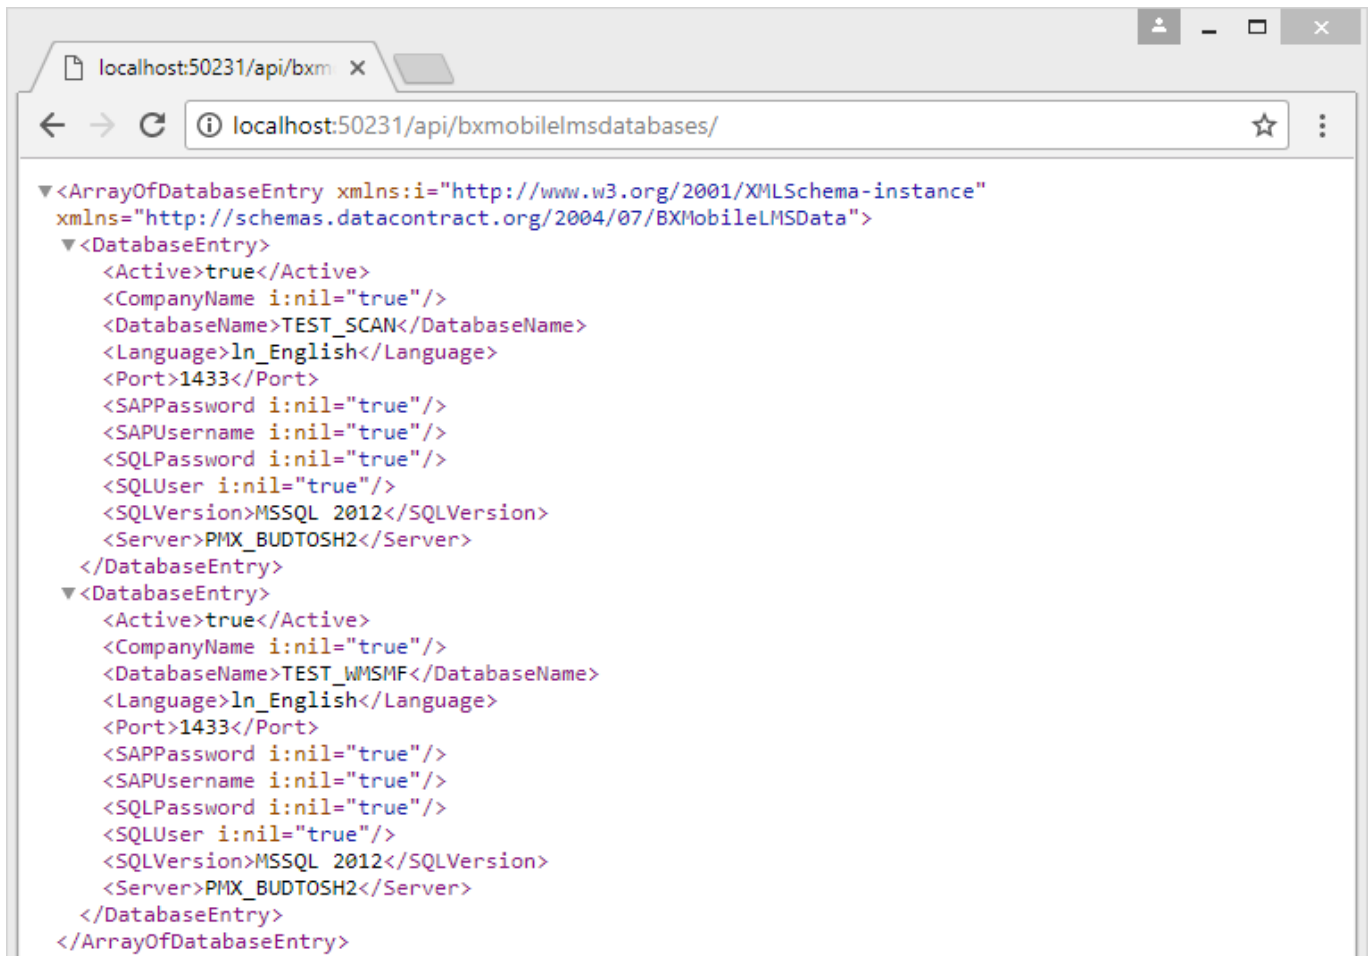 localhost:50231/api/bxm
localhost:50231/api/bxmobilelmsdatabases/
<ArrayOfDatabaseEntry xmlns:i="http://www.w3.org/2001/XMLSchema-instance"
xmlns="http://schemas.datacontract.org/2004/07/BXMobileLMSData">
<DatabaseEntry>
<Active>true</Active>
<CompanyName i:nil="true"/>
<DatabaseName>TEST_SCAN</DatabaseName>
<Language>ln_English</Language>
<Port>1433</Port>
<SAPPassword i:nil="true"/>
<SAPUsername i:nil="true"/>
<SQLPassword i:nil="true"/>
<SQLUser i:nil="true"/>
<SQLVersion>MSSQL 2012</SQLVersion>
<Server>PMX_BUDTOSH2</Server>
</DatabaseEntry>
<DatabaseEntry>
<Active>true</Active>
<CompanyName i:nil="true"/>
<DatabaseName>TEST_WMSMF</DatabaseName>
<Language>ln_English</Language>
<Port>1433</Port>
<SAPPassword i:nil="true"/>
<SAPUsername i:nil="true"/>
<SQLPassword i:nil="true"/>
<SQLUser i:nil="true"/>
<SQLVersion>MSSQL 2012</SQLVersion>
<Server>PMX_BUDTOSH2</Server>
</DatabaseEntry>
</ArrayOfDatabaseEntry>